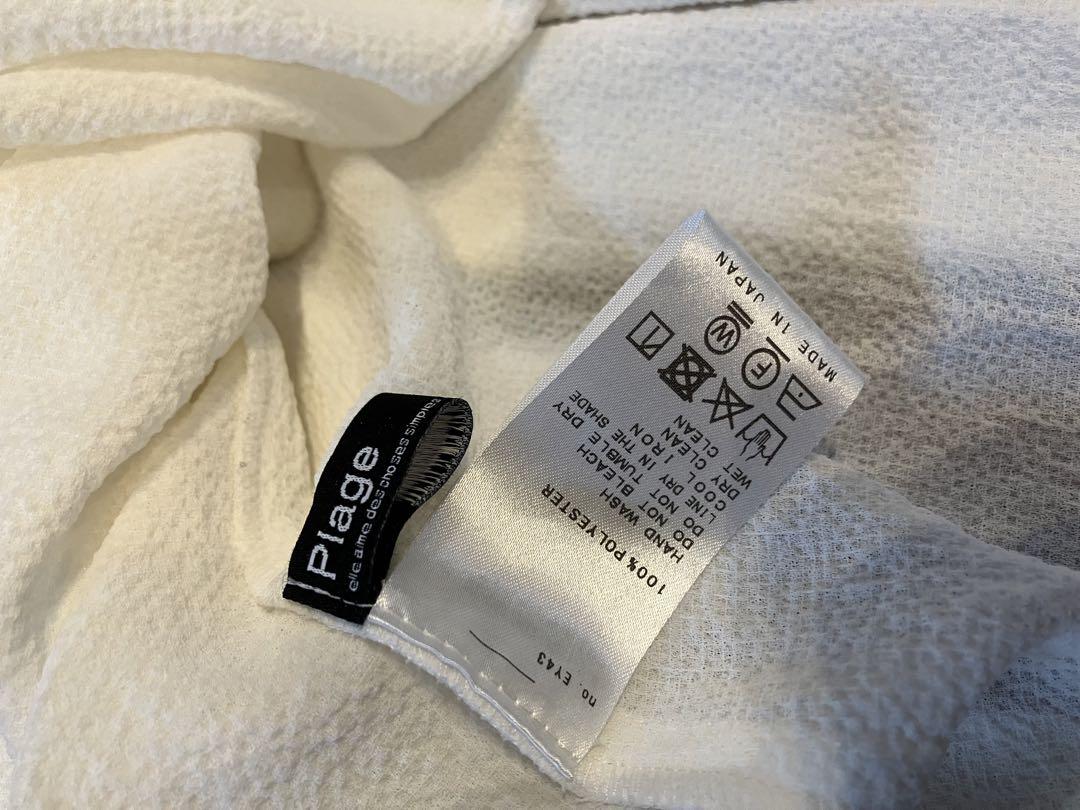 Plage
elle aime des choses simples
no. EY43
100% POLYESTER
HAND WASH
DO NOT BLEACH
DO NOT TUMBLE DRY
LINE DRY IN THE SHADE
COOL IRON
DRY CLEAN
WET CLEAN
F
W
MADE IN JAPAN